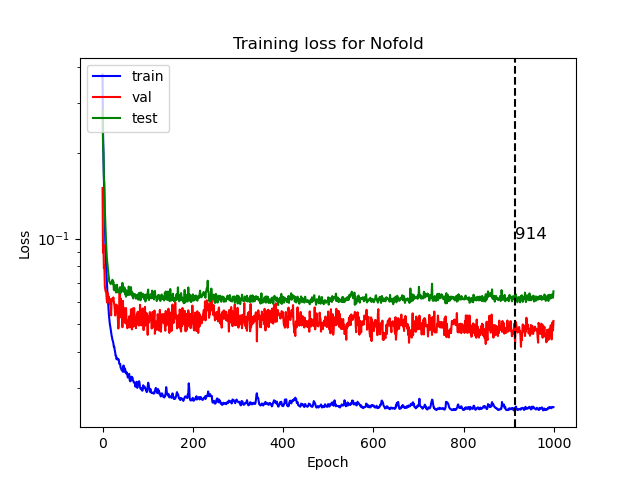 Training loss for Nofold
train
val
test
914
10⁻¹
Loss
0
200
400
600
800
1000
Epoch